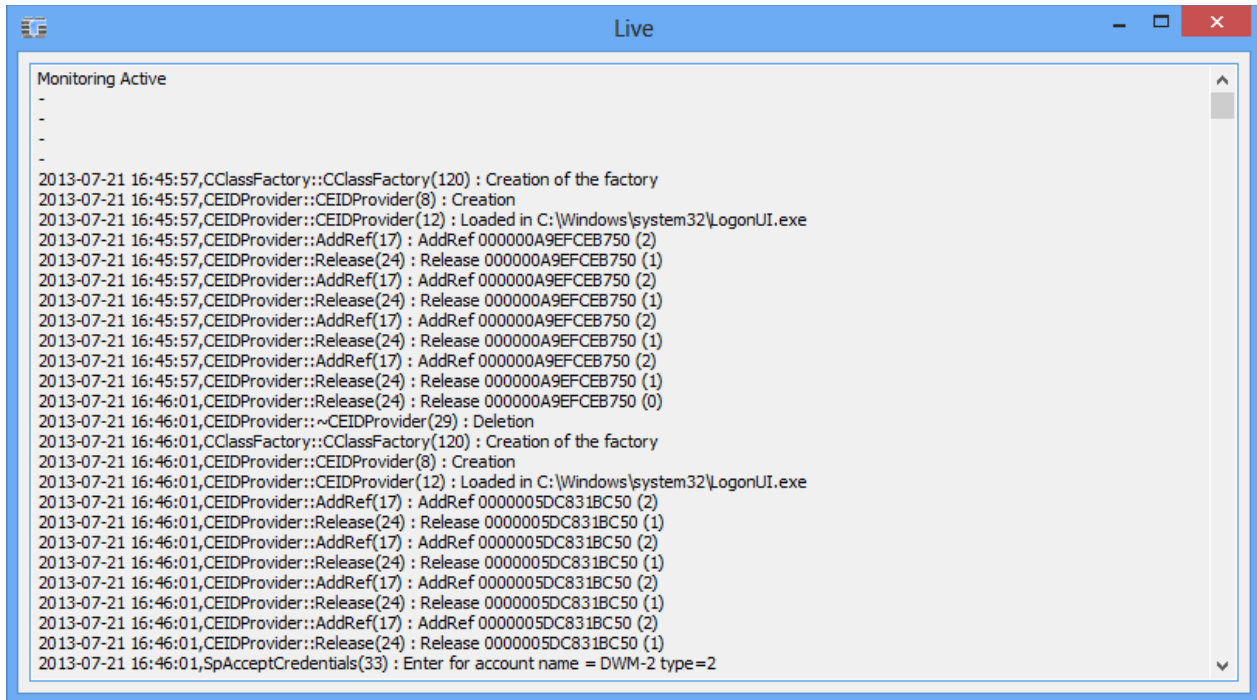 Live
Monitoring Active
-
-
-
-
2013-07-21 16:45:57,CClassFactory::CClassFactory(120) : Creation of the factory
2013-07-21 16:45:57,CEIDProvider::CEIDProvider(8) : Creation
2013-07-21 16:45:57,CEIDProvider::CEIDProvider(12) : Loaded in C:\Windows\system32\LogonUI.exe
2013-07-21 16:45:57,CEIDProvider::AddRef(17) : AddRef 000000A9EFCEB750 (2)
2013-07-21 16:45:57,CEIDProvider::Release(24) : Release 000000A9EFCEB750 (1)
2013-07-21 16:45:57,CEIDProvider::AddRef(17) : AddRef 000000A9EFCEB750 (2)
2013-07-21 16:45:57,CEIDProvider::Release(24) : Release 000000A9EFCEB750 (1)
2013-07-21 16:45:57,CEIDProvider::AddRef(17) : AddRef 000000A9EFCEB750 (2)
2013-07-21 16:45:57,CEIDProvider::Release(24) : Release 000000A9EFCEB750 (1)
2013-07-21 16:45:57,CEIDProvider::AddRef(17) : AddRef 000000A9EFCEB750 (2)
2013-07-21 16:45:57,CEIDProvider::Release(24) : Release 000000A9EFCEB750 (1)
2013-07-21 16:46:01,CEIDProvider::Release(24) : Release 000000A9EFCEB750 (0)
2013-07-21 16:46:01,CEIDProvider::~CEIDProvider(29) : Deletion
2013-07-21 16:46:01,CClassFactory::CClassFactory(120) : Creation of the factory
2013-07-21 16:46:01,CEIDProvider::CEIDProvider(8) : Creation
2013-07-21 16:46:01,CEIDProvider::CEIDProvider(12) : Loaded in C:\Windows\system32\LogonUI.exe
2013-07-21 16:46:01,CEIDProvider::AddRef(17) : AddRef 0000005DC831BC50 (2)
2013-07-21 16:46:01,CEIDProvider::Release(24) : Release 0000005DC831BC50 (1)
2013-07-21 16:46:01,CEIDProvider::AddRef(17) : AddRef 0000005DC831BC50 (2)
2013-07-21 16:46:01,CEIDProvider::Release(24) : Release 0000005DC831BC50 (1)
2013-07-21 16:46:01,CEIDProvider::AddRef(17) : AddRef 0000005DC831BC50 (2)
2013-07-21 16:46:01,CEIDProvider::Release(24) : Release 0000005DC831BC50 (1)
2013-07-21 16:46:01,CEIDProvider::AddRef(17) : AddRef 0000005DC831BC50 (2)
2013-07-21 16:46:01,CEIDProvider::Release(24) : Release 0000005DC831BC50 (1)
2013-07-21 16:46:01,SpAcceptCredentials(33) : Enter for account name = DWM-2 type=2